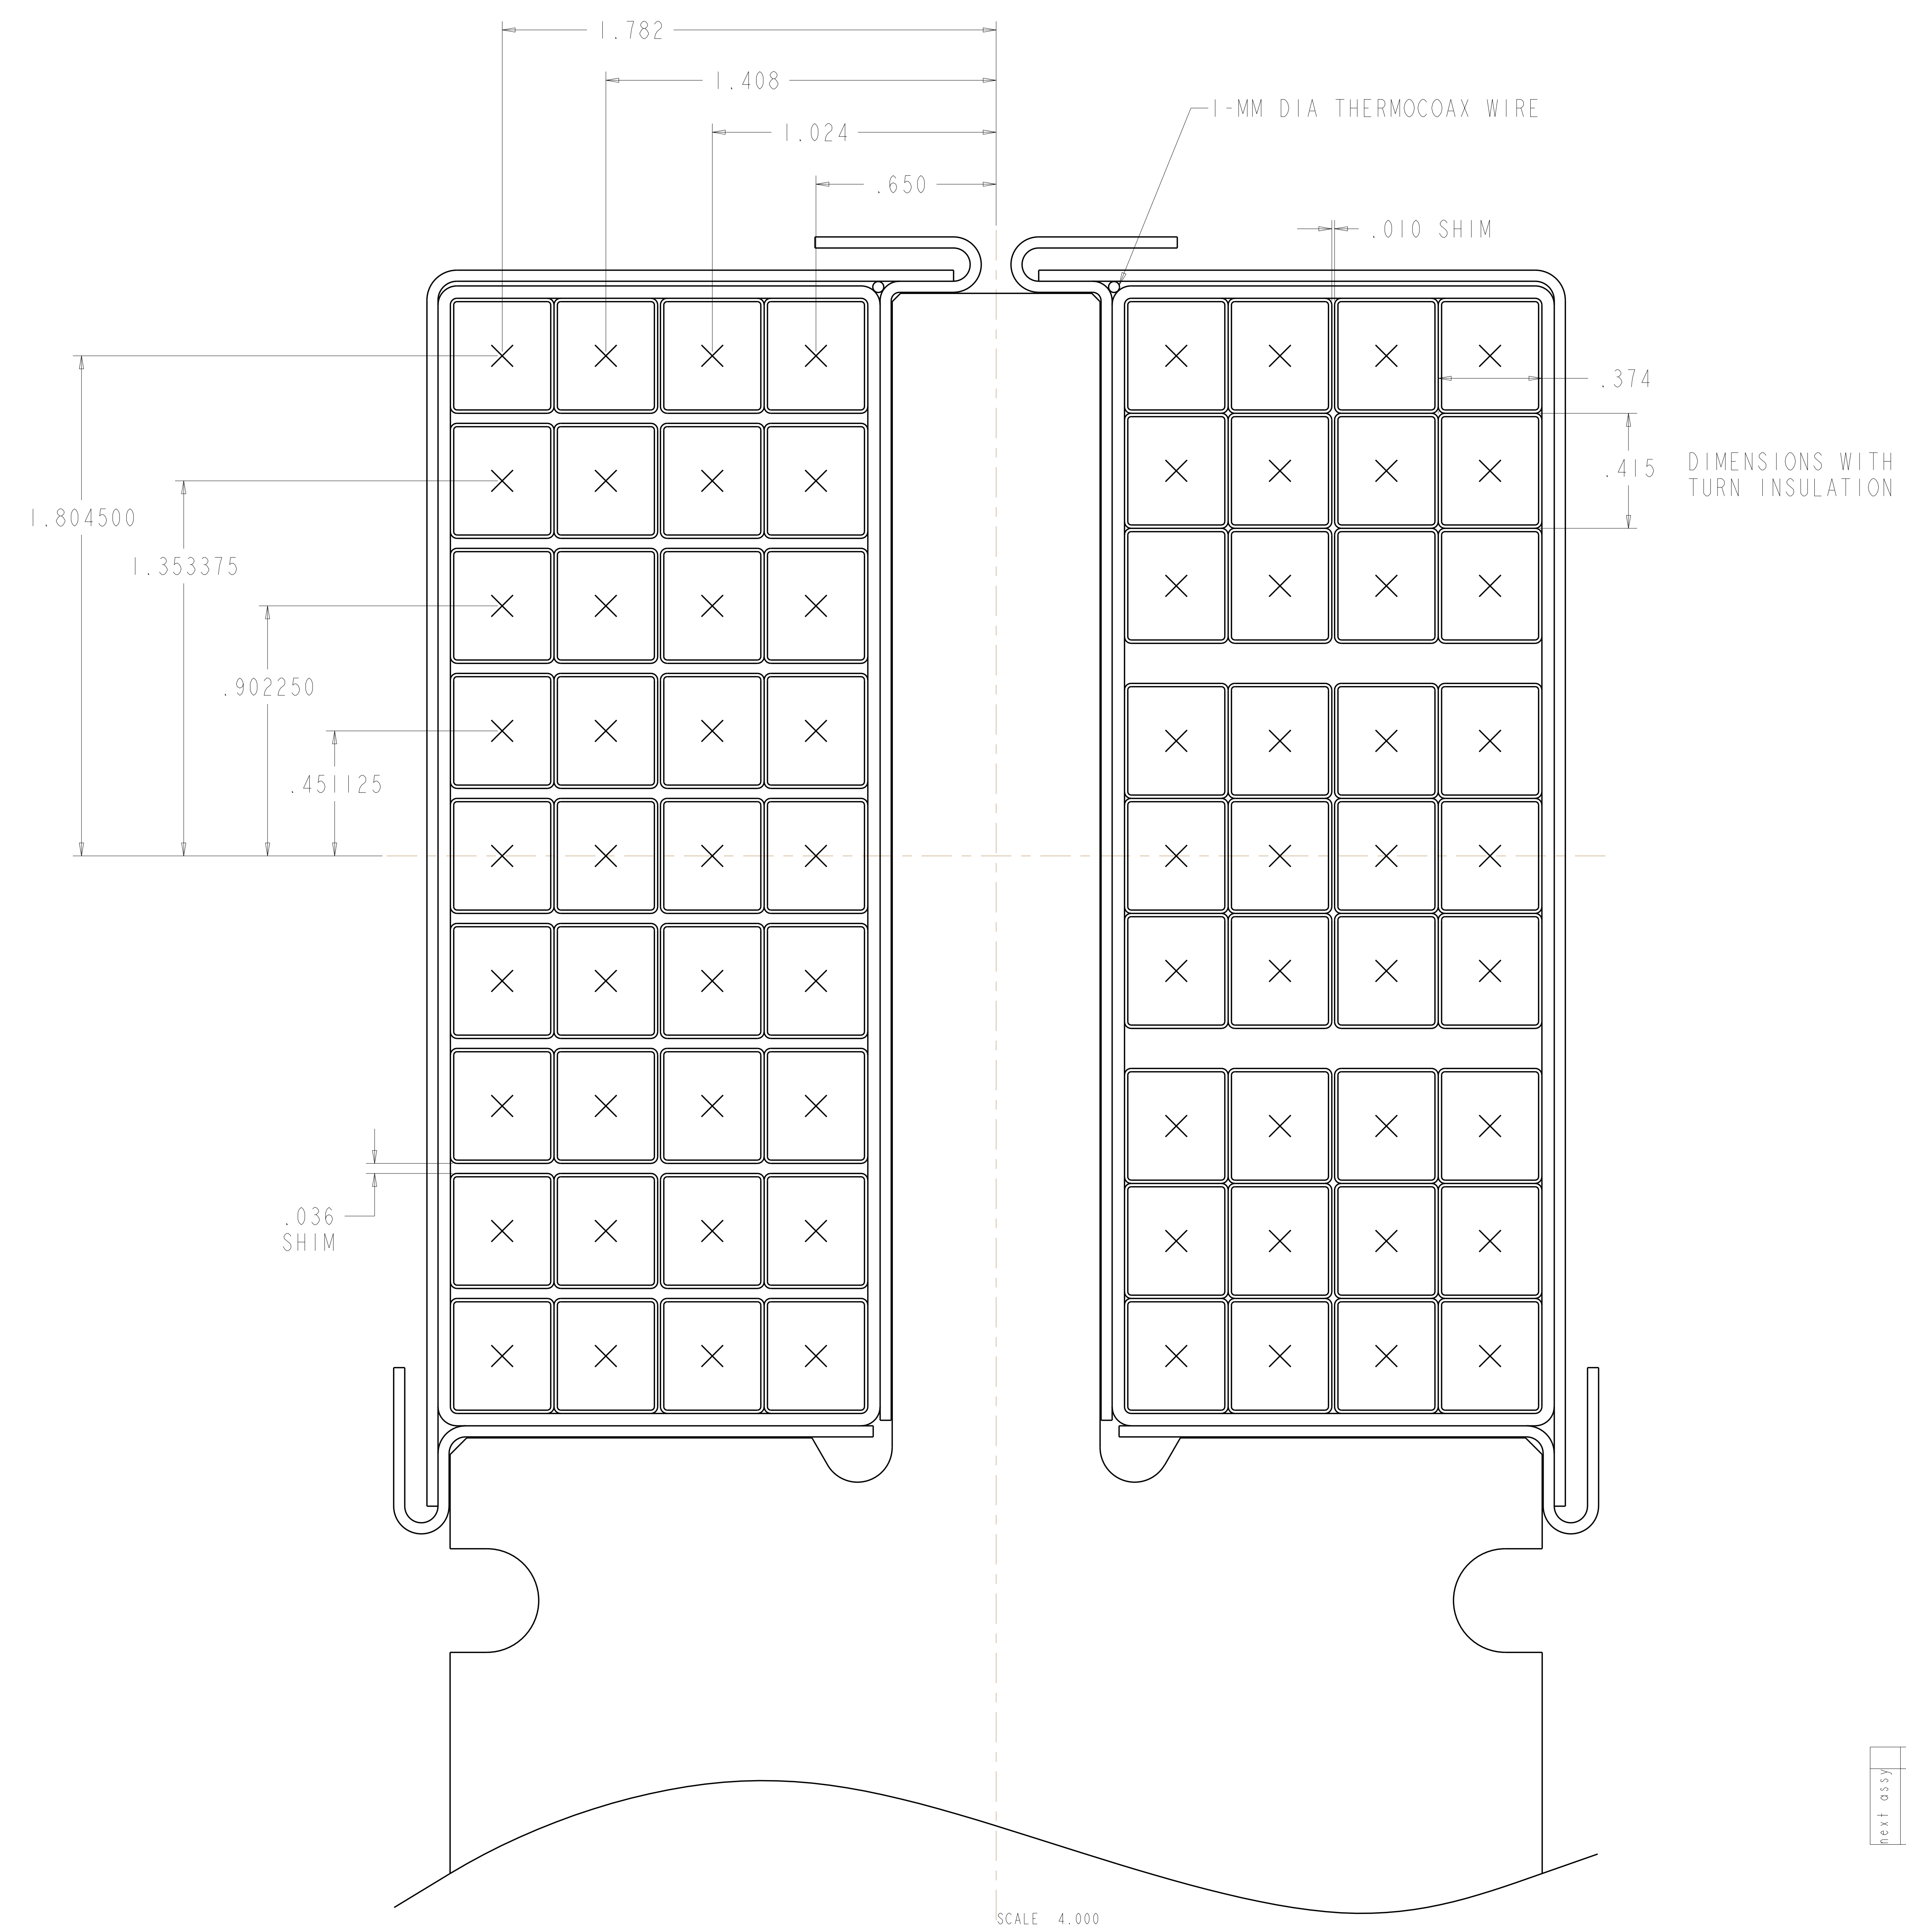 1.782
1.408
1-MM DIA THERMOCOAX WIRE
1.024
.650
.010 SHIM
.374
.415
DIMENSIONS WITH
TURN INSULATION
1.804500
1.353375
.902250
.451125
.036
SHIM
next assy
SCALE 4.000